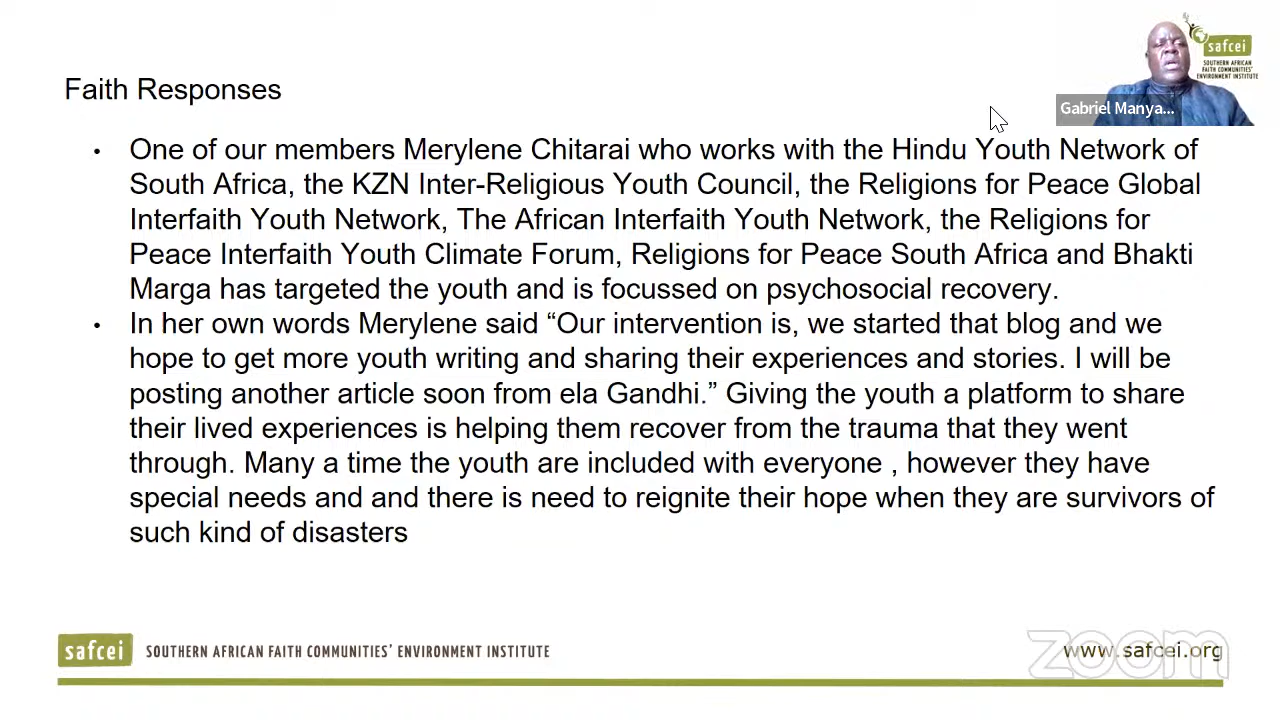 safcei
SOUTHERN AFRICAN
FAITH COMMUNITIES'
ENVIRONMENT INSTITUTE
Gabriel Manya...
Faith Responses
• One of our members Merylene Chitarai who works with the Hindu Youth Network of
South Africa, the KZN Inter-Religious Youth Council, the Religions for Peace Global
Interfaith Youth Network, The African Interfaith Youth Network, the Religions for
Peace Interfaith Youth Climate Forum, Religions for Peace South Africa and Bhakti
Marga has targeted the youth and is focussed on psychosocial recovery.
• In her own words Merylene said “Our intervention is, we started that blog and we
hope to get more youth writing and sharing their experiences and stories. I will be
posting another article soon from ela Gandhi.” Giving the youth a platform to share
their lived experiences is helping them recover from the trauma that they went
through. Many a time the youth are included with everyone , however they have
special needs and and there is need to reignite their hope when they are survivors of
such kind of disasters
safcei SOUTHERN AFRICAN FAITH COMMUNITIES' ENVIRONMENT INSTITUTE
www.safcei.org
zoom